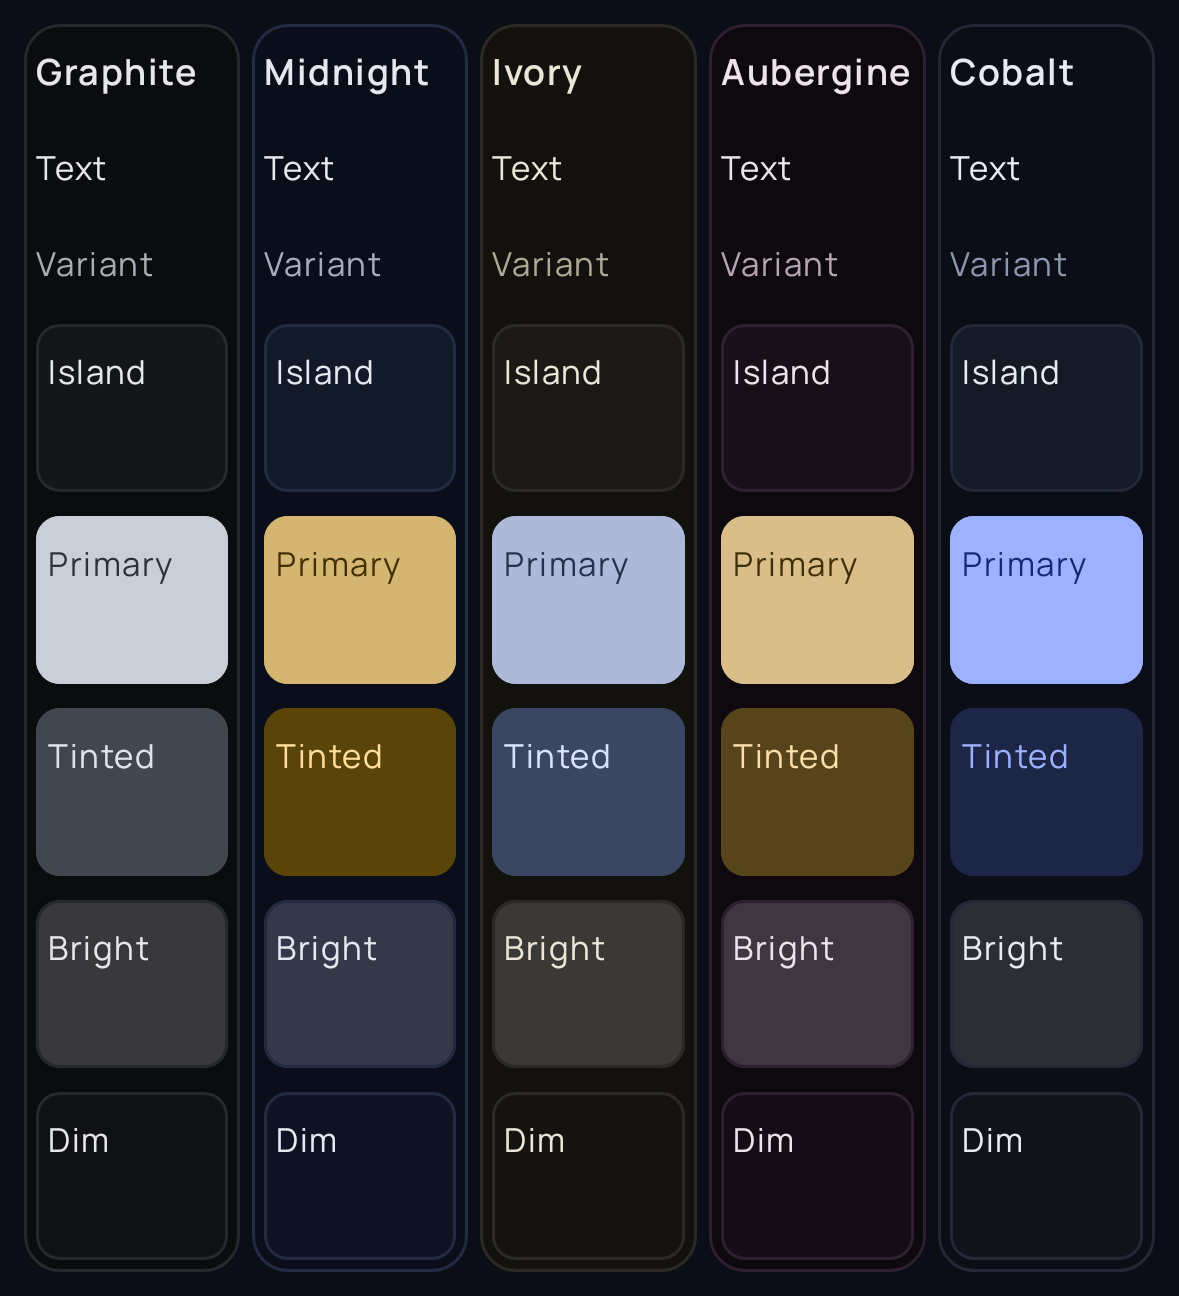 Graphite Midnight Ivory Aubergine Cobalt
Text Text Text Text Text
Variant Variant Variant Variant Variant
Island Island Island Island Island
Primary Primary Primary Primary Primary
Tinted Tinted Tinted Tinted Tinted
Bright Bright Bright Bright Bright
Dim Dim Dim Dim Dim